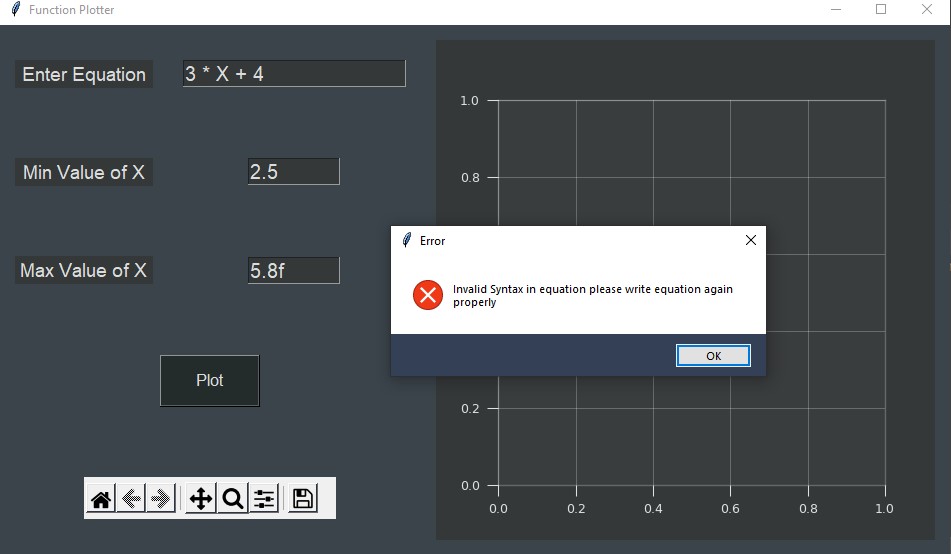 Function Plotter
Enter Equation
3 * X + 4
Min Value of X
2.5
Max Value of X
5.8f
Plot
1.0
0.8
0.2
0.0
0.0 0.2 0.4 0.6 0.8 1.0
Error
Invalid Syntax in equation please write equation again
properly
OK